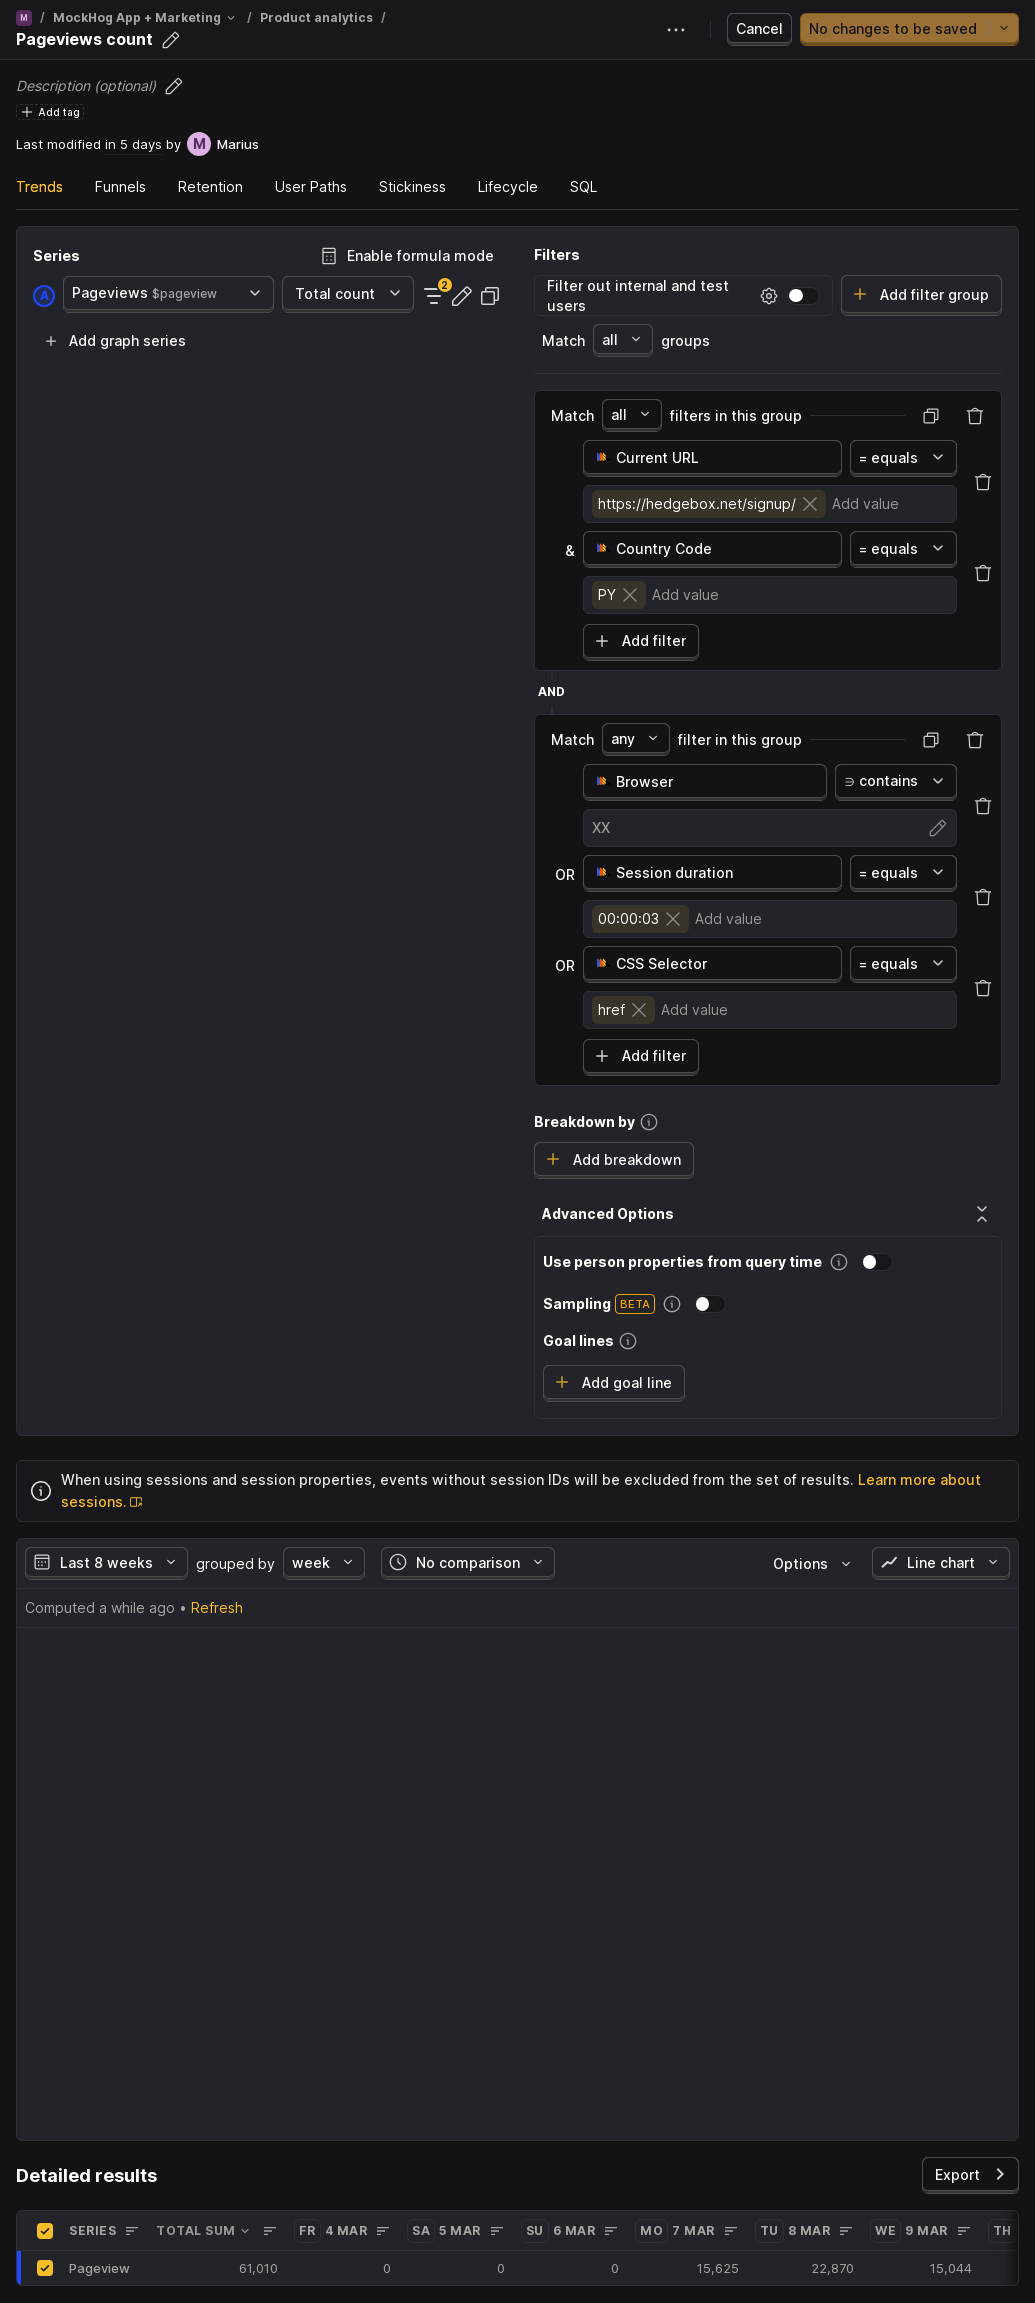 M / MockHog App + Marketing / Product analytics /
Pageviews count
Cancel
No changes to be saved
Description (optional)
Add tag
Last modified in 5 days by M Marius
Trends Funnels Retention User Paths Stickiness Lifecycle SQL
Series
Enable formula mode
A Pageviews $pageview Total count 2
Add graph series
Filters
Filter out internal and test users
Add filter group
Match all groups
Match all filters in this group
Current URL = equals
https://hedgebox.net/signup/ Add value
& Country Code = equals
PY Add value
Add filter
AND
Match any filter in this group
Browser ∋ contains
XX
OR Session duration = equals
00:00:03 Add value
OR CSS Selector = equals
href Add value
Add filter
Breakdown by
Add breakdown
Advanced Options
Use person properties from query time
Sampling BETA
Goal lines
Add goal line
When using sessions and session properties, events without session IDs will be excluded from the set of results. Learn more about
sessions.
Last 8 weeks grouped by week No comparison Options Line chart
Computed a while ago • Refresh
Detailed results
Export
SERIES TOTAL SUM FR 4 MAR SA 5 MAR SU 6 MAR MO 7 MAR TU 8 MAR WE 9 MAR TH
Pageview 61,010 0 0 0 15,625 22,870 15,044